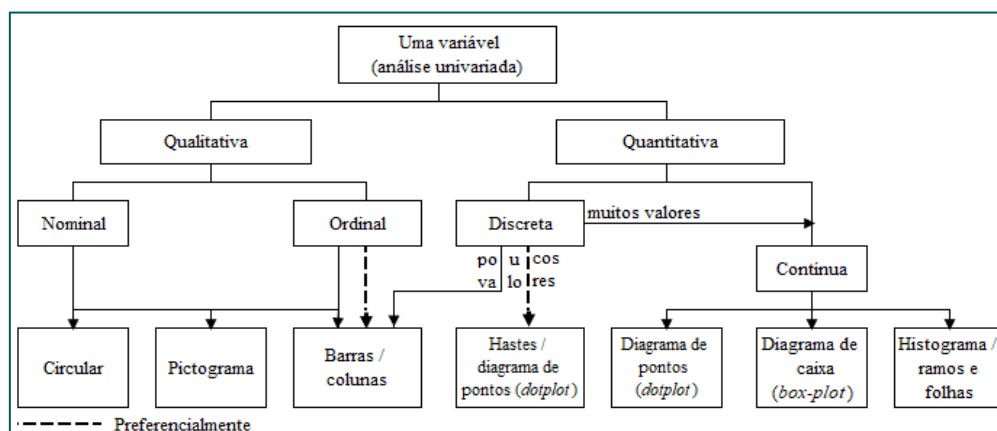 Uma variável
(análise univariada)
Qualitativa
Quantitativa
Nominal
Ordinal
Discreta
muitos valores
po u cos
va lo res
Contínua
Circular
Pictograma
Barras /
colunas
Hastes /
diagrama de
pontos (dotplot)
Diagrama de
pontos
(dotplot)
Diagrama de
caixa
(box-plot)
Histograma /
ramos e
folhas
Preferencialmente